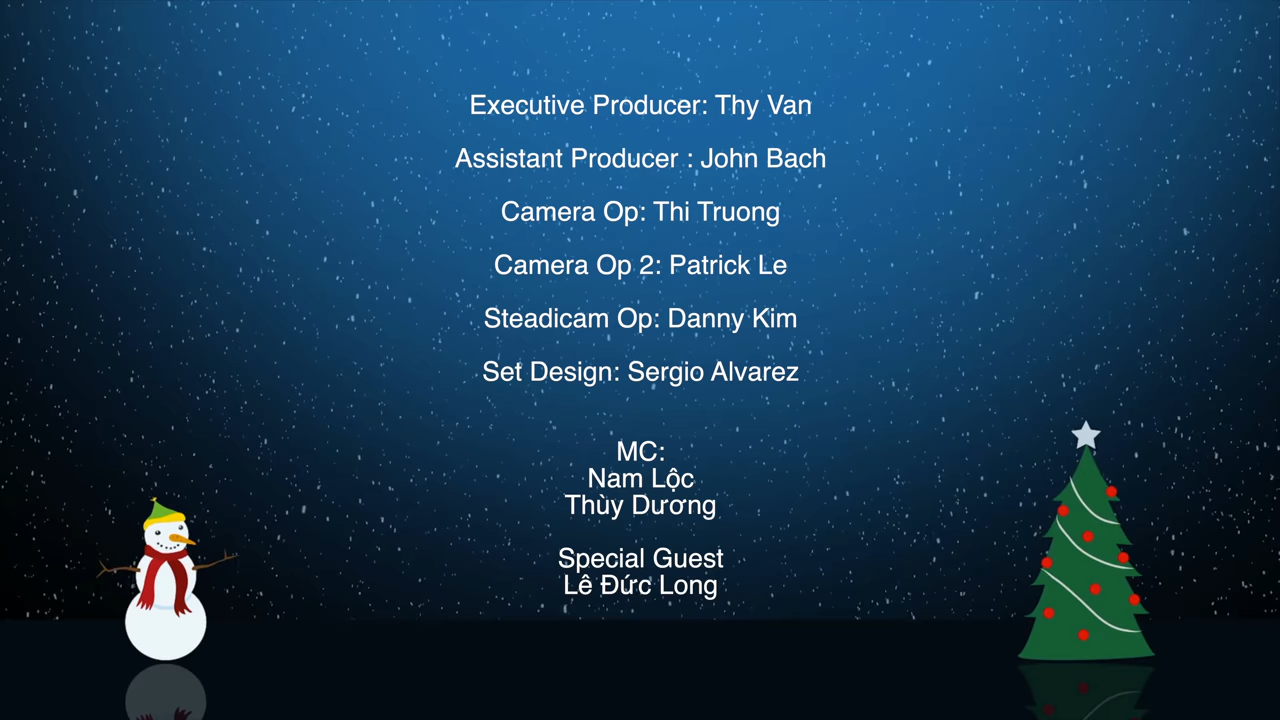 Executive Producer: Thy Van
Assistant Producer : John Bach
Camera Op: Thi Truong
Camera Op 2: Patrick Le
Steadicam Op: Danny Kim
Set Design: Sergio Alvarez
MC:
Nam Lộc
Thùy Dương
Special Guest
Lê Đức Long